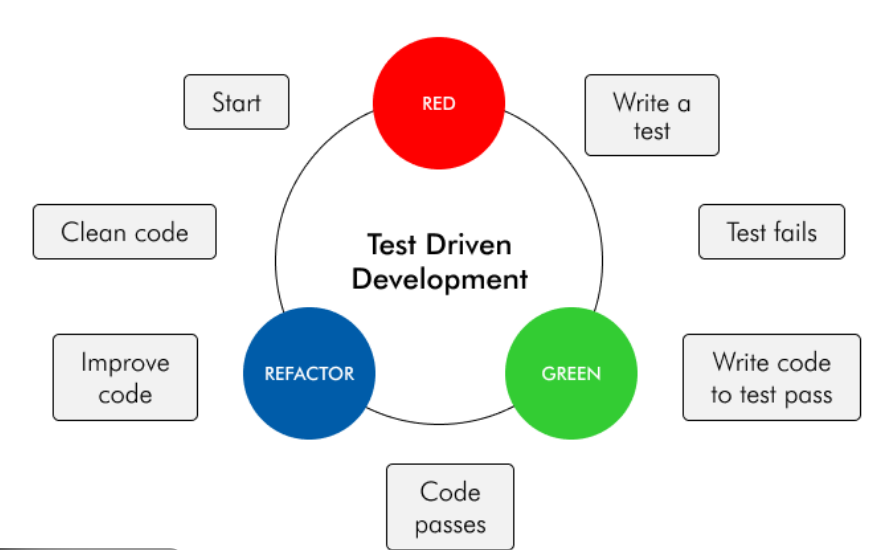 RED
Start
Write a
test
Clean code
Test Driven
Development
Test fails
Improve
code
REFACTOR
GREEN
Write code
to test pass
Code
passes